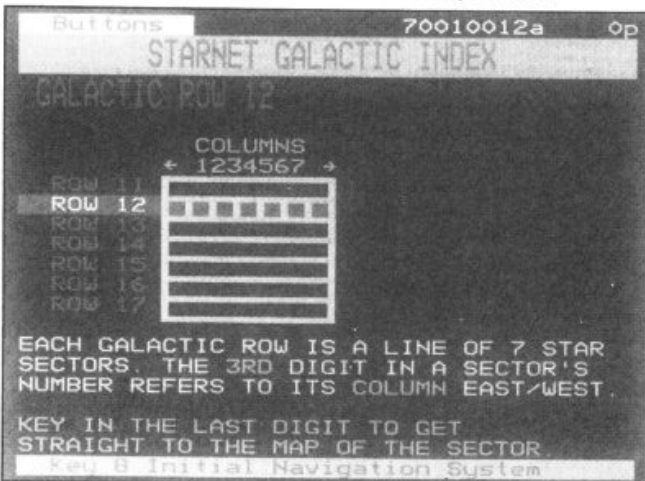 Buttons 70010012a 0p
STARNET GALACTIC INDEX
GALACTIC ROW 12
COLUMNS
← 1234567 →
ROW 11
ROW 12
ROW 13
ROW 14
ROW 15
ROW 16
ROW 17
EACH GALACTIC ROW IS A LINE OF 7 STAR
SECTORS. THE 3RD DIGIT IN A SECTOR'S
NUMBER REFERS TO ITS COLUMN EAST/WEST.
KEY IN THE LAST DIGIT TO GET
STRAIGHT TO THE MAP OF THE SECTOR.
Key 8 Initial Navigation System